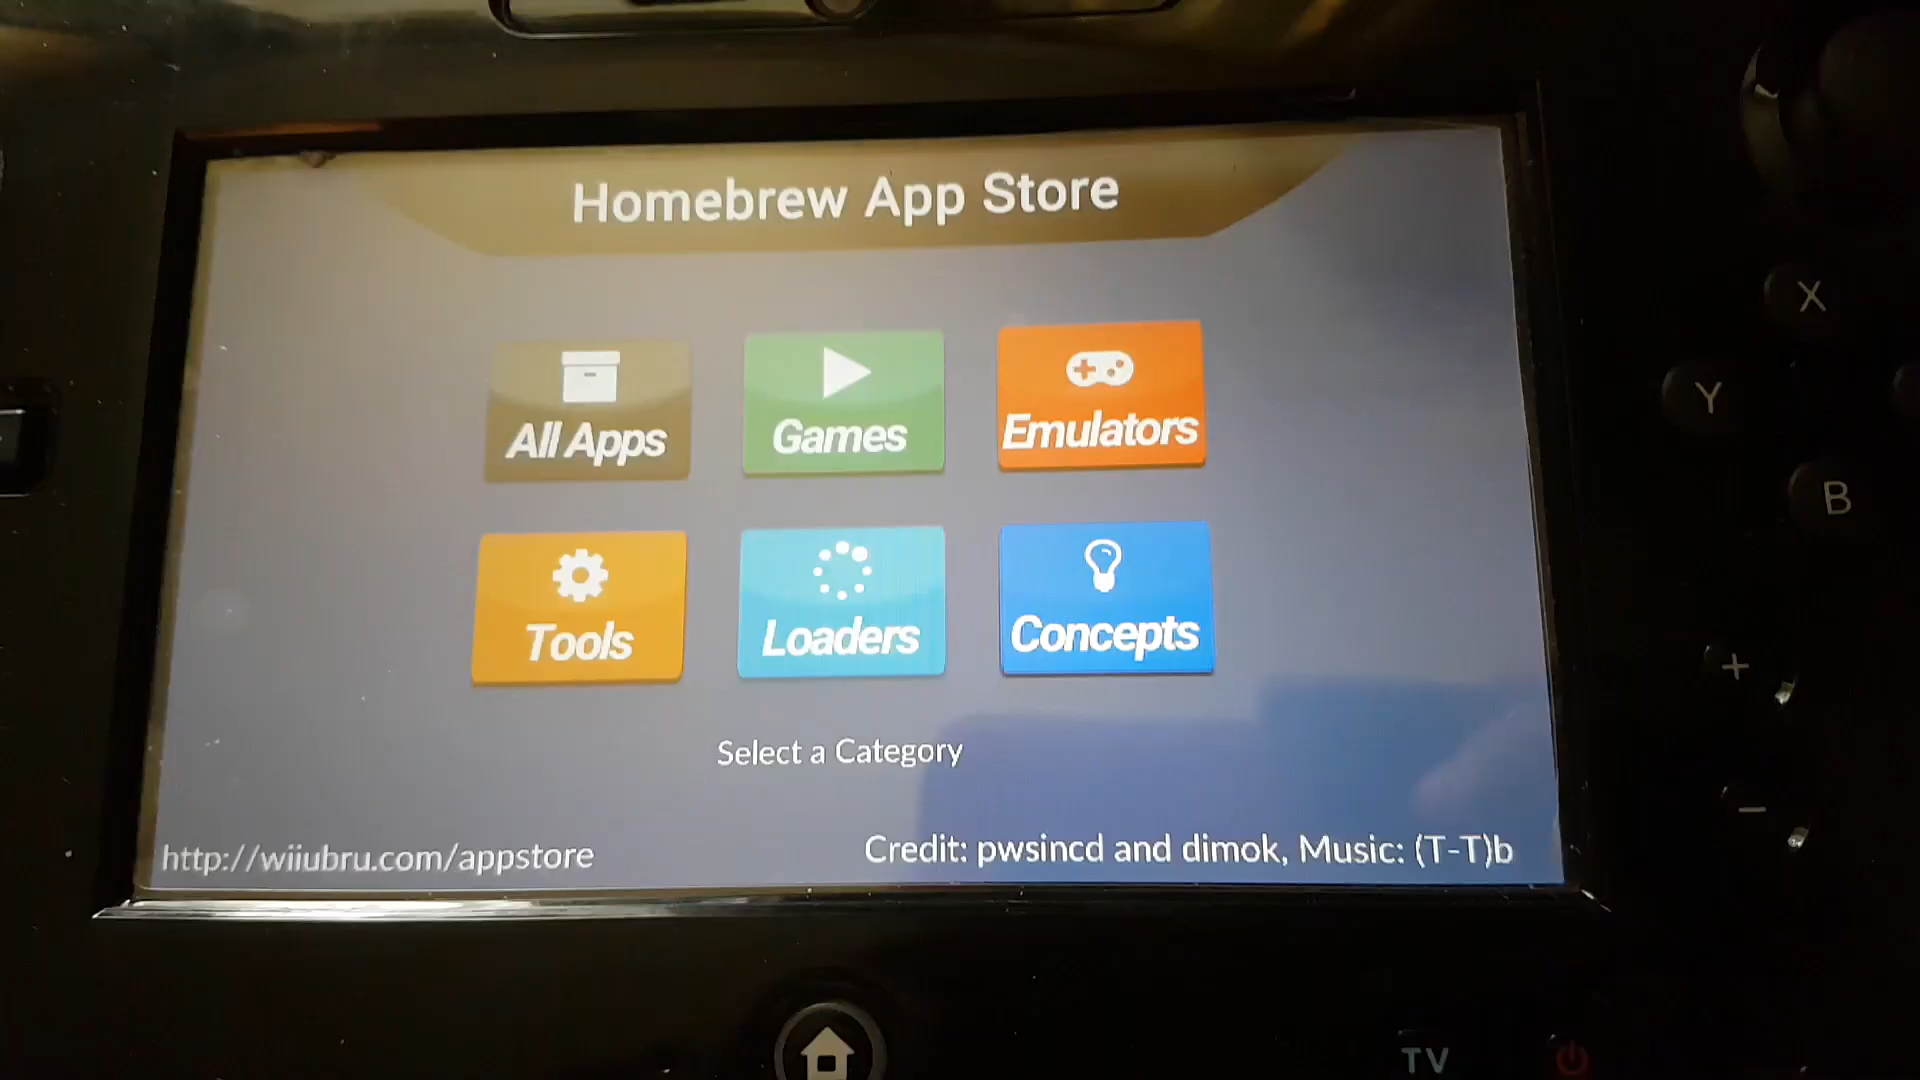 Homebrew App Store
All Apps
Games
Emulators
Tools
Loaders
Concepts
Select a Category
http://wiiubru.com/appstore
Credit: pwsincd and dimok, Music: (T-T)b
X
Y
B
+
-
TV